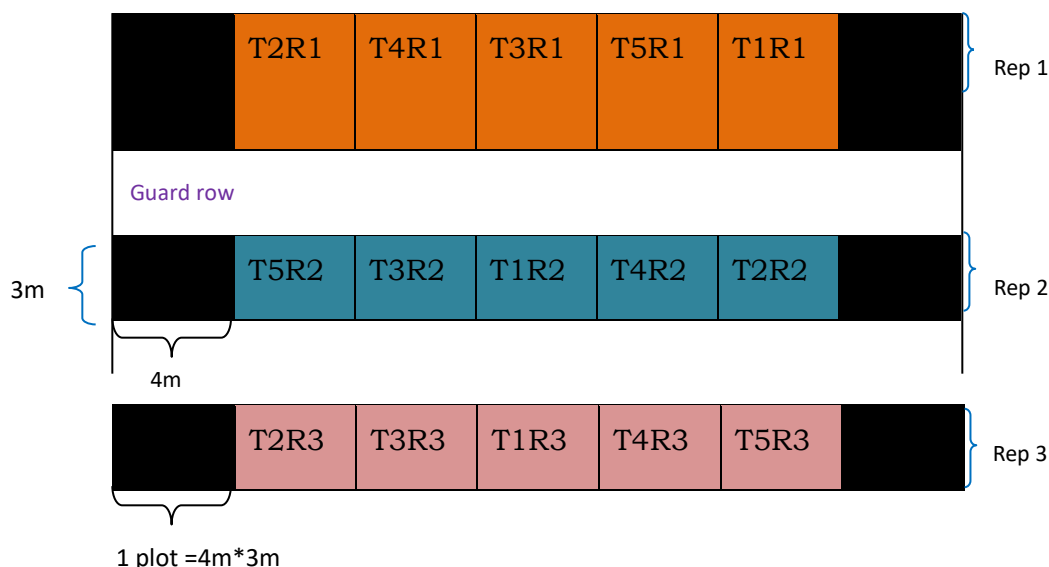 T2R1 T4R1 T3R1 T5R1 T1R1
Rep 1
Guard row
T5R2 T3R2 T1R2 T4R2 T2R2
3m
Rep 2
4m
T2R3 T3R3 T1R3 T4R3 T5R3
Rep 3
1 plot =4m*3m